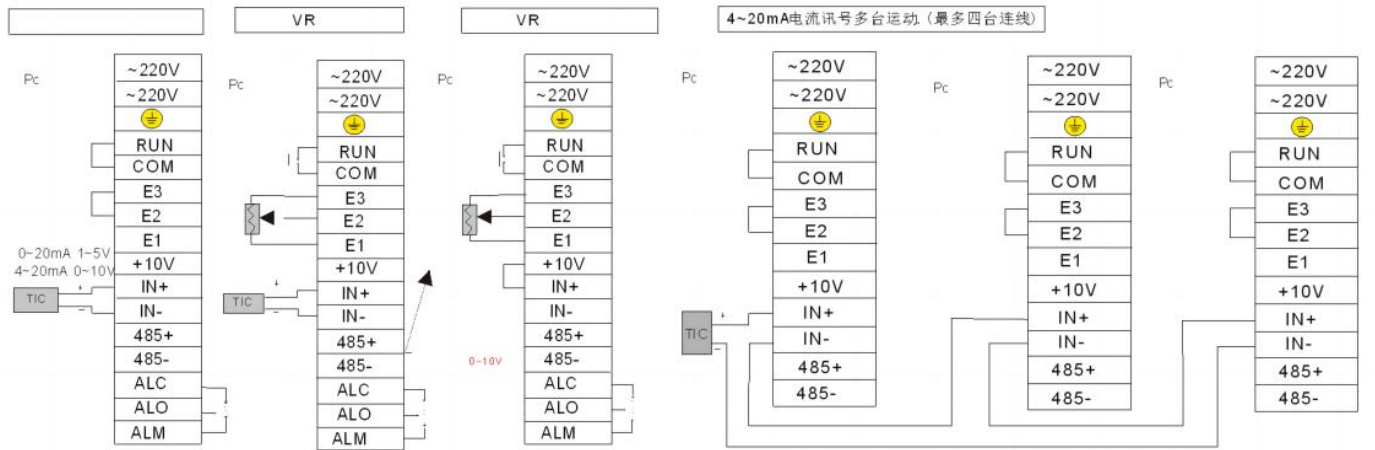 VR
VR
4~20mA电流讯号多台运动 (最多四台连线)
Pc
~220V
~220V
RUN
COM
E3
E2
E1
+10V
IN+
IN-
485+
485-
ALC
ALO
ALM
0~20mA 1~5V
4~20mA 0~10V
+
TIC
−
Pc
~220V
~220V
RUN
COM
E3
E2
E1
+10V
IN+
IN-
485+
485-
ALC
ALO
ALM
+
TIC
−
Pc
~220V
~220V
RUN
COM
E3
E2
E1
+10V
IN+
IN-
485+
485-
ALC
ALO
ALM
0~10V
Pc
~220V
~220V
RUN
COM
E3
E2
E1
+10V
IN+
IN-
485+
485-
+
TIC
−
Pc
~220V
~220V
RUN
COM
E3
E2
E1
+10V
IN+
IN-
485+
485-
Pc
~220V
~220V
RUN
COM
E3
E2
E1
+10V
IN+
IN-
485+
485-